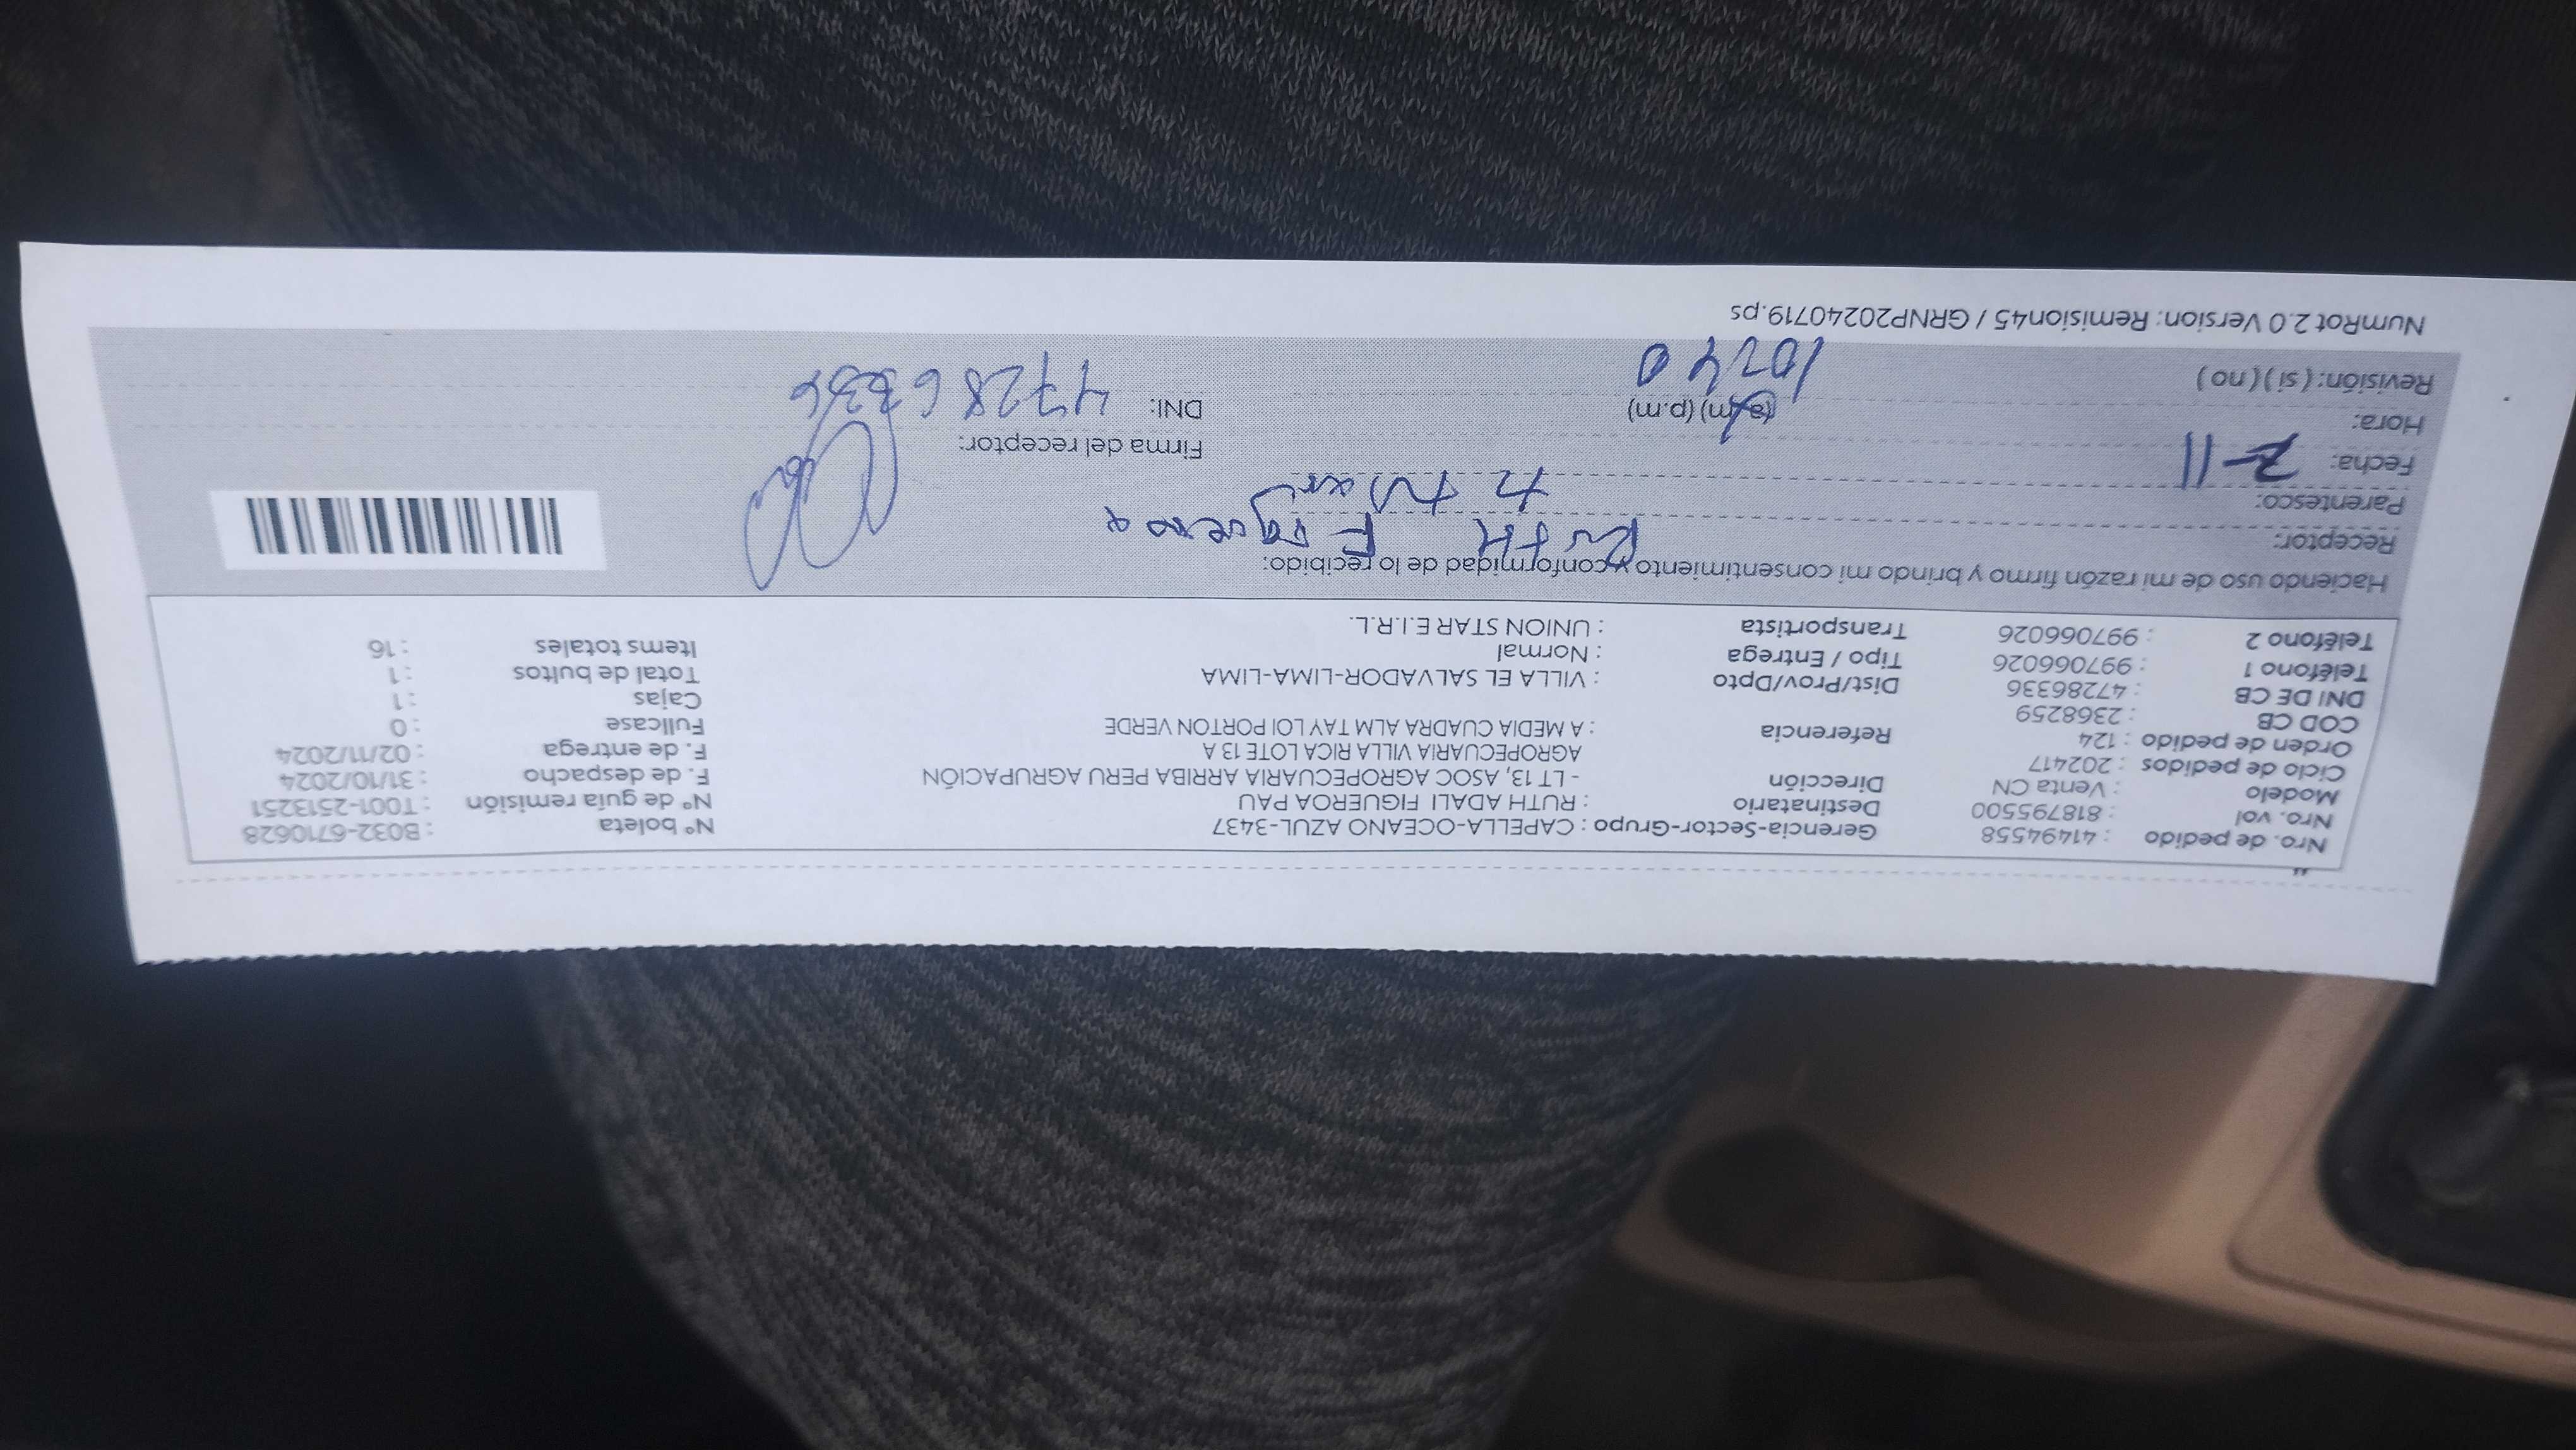 Nro. de pedido : 41494558 Gerencia-Sector-Grupo : CAPELLA-OCEANO AZUL-3437 Nº boleta : B032-6710628
Nro. vol : 818795500 Destinatario : RUTH ADALI FIGUEROA PAU Nº de guía remisión : T001-2513251
Modelo : Venta CN Dirección - LT 13, ASOC AGROPECUARIA ARRIBA PERU AGRUPACIÓN F. de despacho : 31/10/2024
Ciclo de pedidos : 202417 AGROPECUARIA VILLA RICA LOTE 13 A F. de entrega : 02/11/2024
Orden de pedido : 124 Referencia : A MEDIA CUADRA ALM TAY LOI PORTON VERDE Fullcase : 0
COD CB : 2368259 Cajas : 1
DNI DE CB : 47286336 Dist/Prov/Dpto : VILLA EL SALVADOR-LIMA-LIMA Total de bultos : 1
Teléfono 1 : 997066026 Tipo / Entrega : Normal Items totales : 16
Teléfono 2 : 997066026 Transportista : UNION STAR E.I.R.L.
Haciendo uso de mi razón firmo y brindo mi consentimiento y conformidad de lo recibido:
Receptor: Ruth Figueroa
Parentesco:
Fecha: 2-11 Firma del receptor:
Hora: (a.m) (p.m) DNI: 47286336
10:40
Revisión: ( si ) ( no )
NumRot 2.0 Version: Remision45 / GRNP20240719.ps